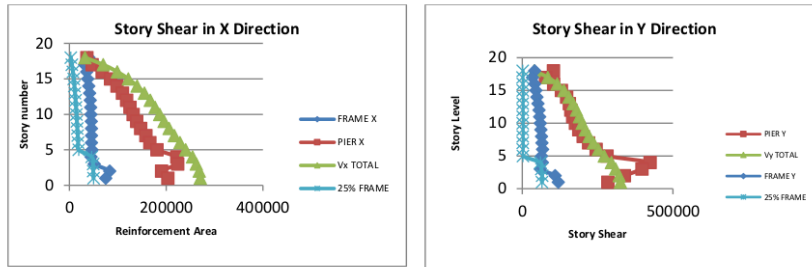 Story Shear in X Direction
Story number
20
15
10
5
0
0
200000
400000
Reinforcement Area
FRAME X
PIER X
Vx TOTAL
25% FRAME
Story Shear in Y Direction
Story Level
20
15
10
5
0
0
500000
Story Shear
PIER Y
Vy TOTAL
FRAME Y
25% FRAME